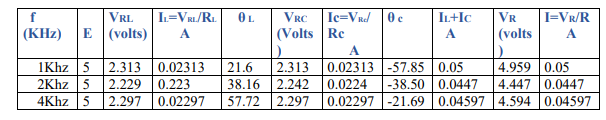 f (KHz) E VRL (volts) IL=VRL/RL A θ L VRC (Volts ) Ic=VRc/ Rc A θ c IL+IC A VR (volts ) I=VR/R A
1Khz 5 2.313 0.02313 21.6 2.313 0.02313 -57.85 0.05 4.959 0.05
2Khz 5 2.229 0.223 38.16 2.242 0.0224 -38.50 0.0447 4.447 0.0447
4Khz 5 2.297 0.02297 57.72 2.297 0.02297 -21.69 0.04597 4.594 0.04597